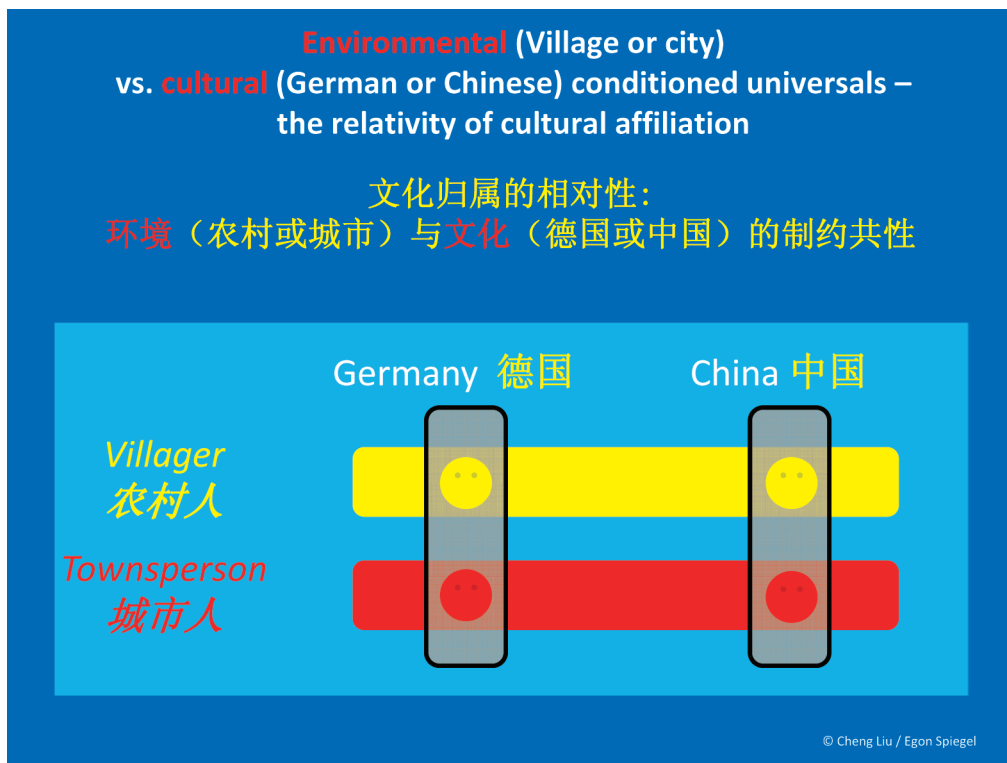 Environmental (Village or city)
vs. cultural (German or Chinese) conditioned universals –
the relativity of cultural affiliation
文化归属的相对性：
环境（农村或城市）与文化（德国或中国）的制约共性
Germany 德国
China 中国
Villager
农村人
Townsperson
城市人
© Cheng Liu / Egon Spiegel